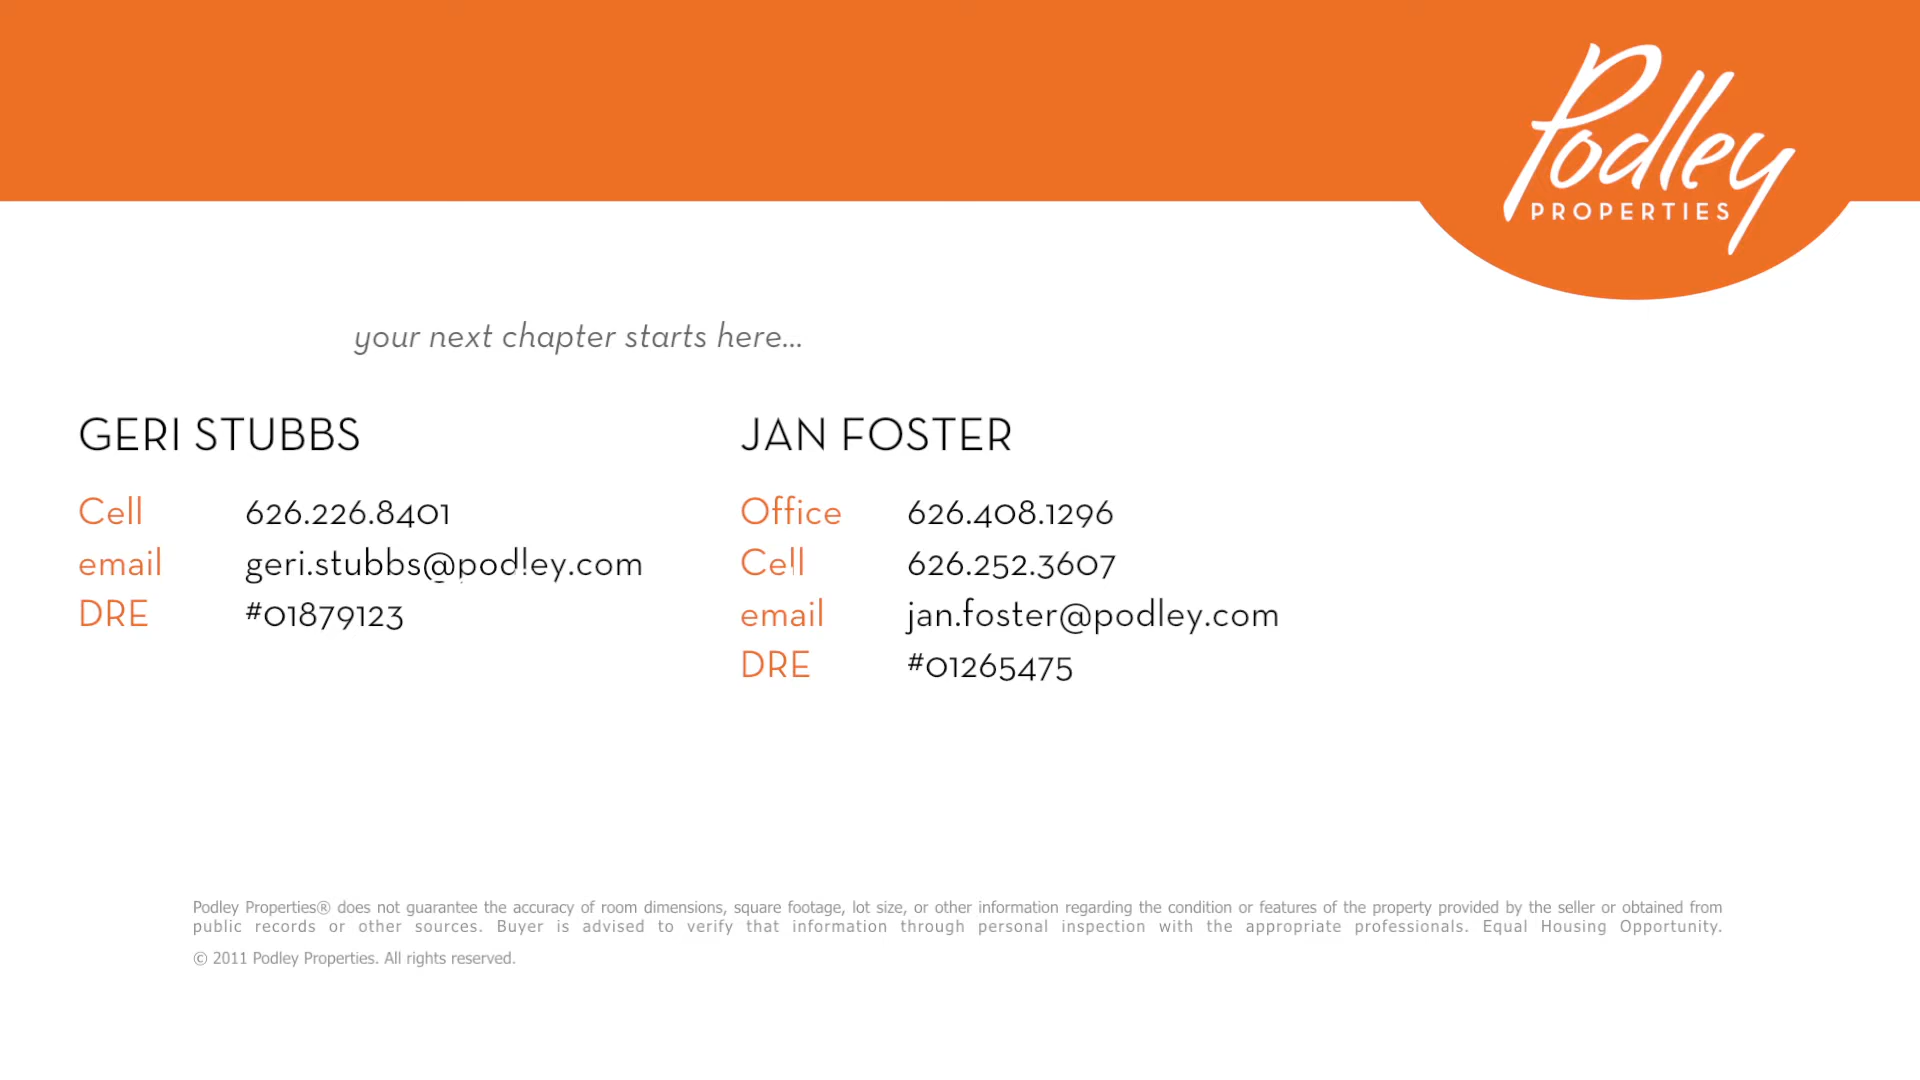 Podley
PROPERTIES
your next chapter starts here...
GERI STUBBS
Cell 626.226.8401
email geri.stubbs@podley.com
DRE #01879123
JAN FOSTER
Office 626.408.1296
Cell 626.252.3607
email jan.foster@podley.com
DRE #01265475
Podley Properties® does not guarantee the accuracy of room dimensions, square footage, lot size, or other information regarding the condition or features of the property provided by the seller or obtained from
public records or other sources. Buyer is advised to verify that information through personal inspection with the appropriate professionals. Equal Housing Opportunity.
© 2011 Podley Properties. All rights reserved.